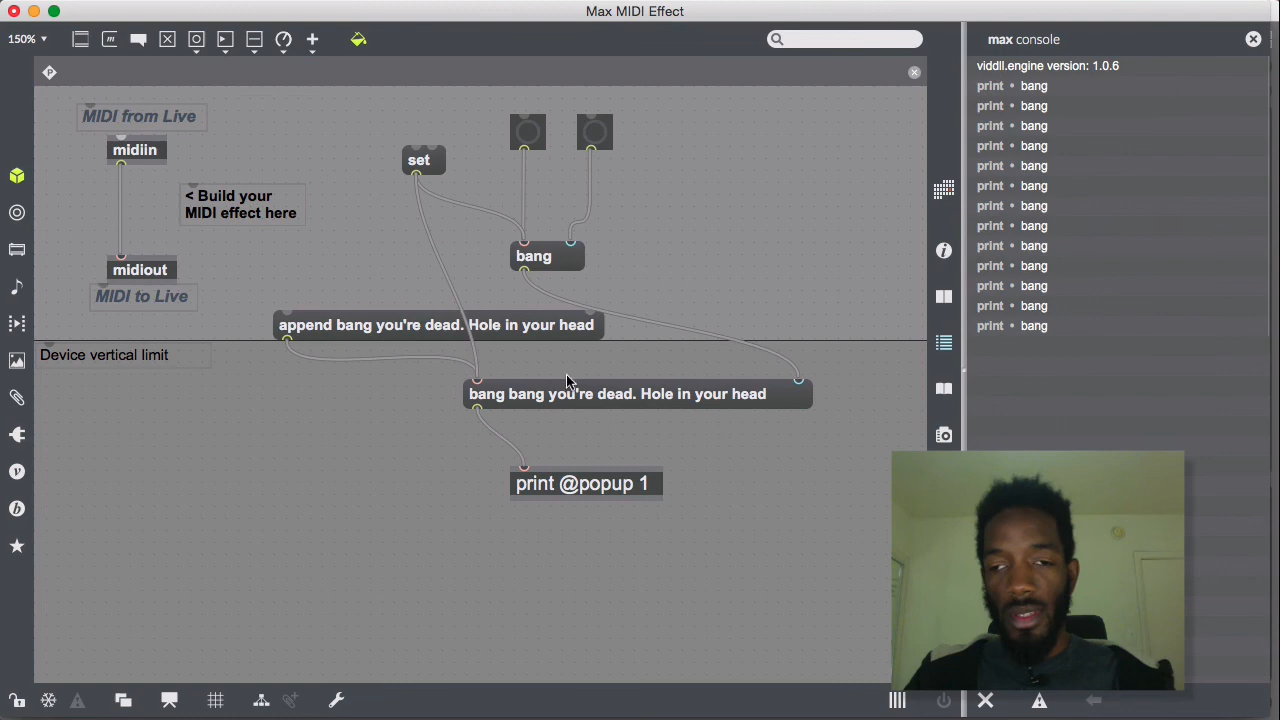 Max MIDI Effect
150%
max console
viddll.engine version: 1.0.6
print • bang
print • bang
print • bang
print • bang
print • bang
print • bang
print • bang
print • bang
print • bang
print • bang
print • bang
print • bang
print • bang
MIDI from Live
midiin
< Build your
MIDI effect here
midiout
MIDI to Live
set
bang
append bang you're dead. Hole in your head
Device vertical limit
bang bang you're dead. Hole in your head
print @popup 1